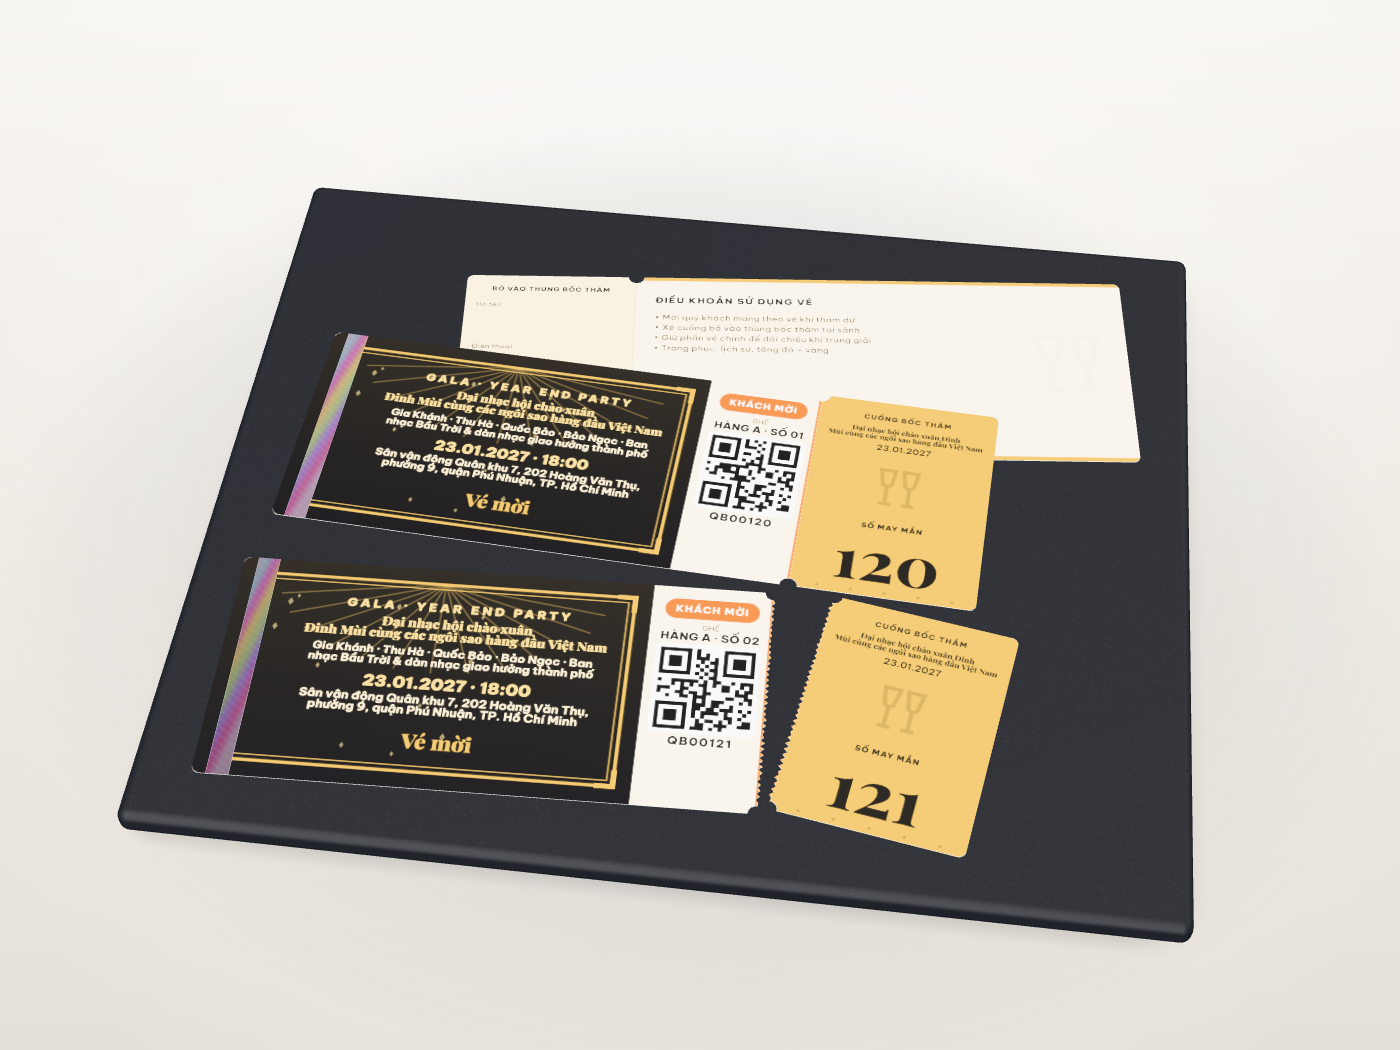 BỎ VÀO THÙNG BỐC THĂM
Họ tên
Điện thoại
ĐIỀU KHOẢN SỬ DỤNG VÉ
• Mời quý khách mang theo vé khi tham dự
• Xé cuống bỏ vào thùng bốc thăm tại sảnh
• Giữ phần vé chính để đối chiếu khi trúng giải
• Trang phục: lịch sự, tông đỏ – vàng
GALA · YEAR END PARTY
Đại nhạc hội chào xuân
Đinh Mùi cùng các ngôi sao hàng đầu Việt Nam
Gia Khánh · Thu Hà · Quốc Bảo · Bảo Ngọc · Ban
nhạc Bầu Trời & dàn nhạc giao hưởng thành phố
23.01.2027 · 18:00
Sân vận động Quân khu 7, 202 Hoàng Văn Thụ,
phường 9, quận Phú Nhuận, TP. Hồ Chí Minh
Vé mời
KHÁCH MỜI
GHẾ
HÀNG A · SỐ 01
QB00120
CUỐNG BỐC THĂM
Đại nhạc hội chào xuân Đinh
Mùi cùng các ngôi sao hàng đầu Việt Nam
23.01.2027
SỐ MAY MẮN
120
GALA · YEAR END PARTY
Đại nhạc hội chào xuân
Đinh Mùi cùng các ngôi sao hàng đầu Việt Nam
Gia Khánh · Thu Hà · Quốc Bảo · Bảo Ngọc · Ban
nhạc Bầu Trời & dàn nhạc giao hưởng thành phố
23.01.2027 · 18:00
Sân vận động Quân khu 7, 202 Hoàng Văn Thụ,
phường 9, quận Phú Nhuận, TP. Hồ Chí Minh
Vé mời
KHÁCH MỜI
GHẾ
HÀNG A · SỐ 02
QB00121
CUỐNG BỐC THĂM
Đại nhạc hội chào xuân Đinh
Mùi cùng các ngôi sao hàng đầu Việt Nam
23.01.2027
SỐ MAY MẮN
121